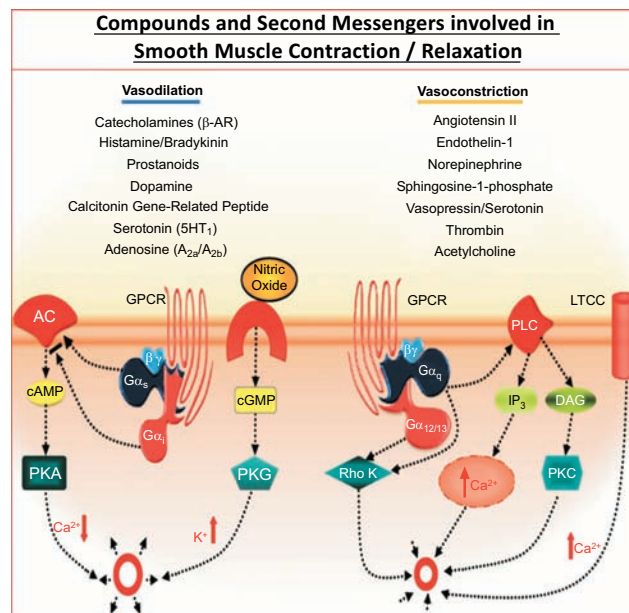 Compounds and Second Messengers involved in
Smooth Muscle Contraction / Relaxation
Vasodilation
Catecholamines (β-AR)
Histamine/Bradykinin
Prostanoids
Dopamine
Calcitonin Gene-Related Peptide
Serotonin (5HT₁)
Adenosine (A₂ₐ/A₂b)
Vasoconstriction
Angiotensin II
Endothelin-1
Norepinephrine
Sphingosine-1-phosphate
Vasopressin/Serotonin
Thrombin
Acetylcholine
AC
GPCR
Nitric
Oxide
βγ
Gαs
Gαi
cAMP
cGMP
PKA
PKG
Ca²⁺
K⁺
GPCR
PLC
LTCC
βγ
Gαq
Gα12/13
IP₃
DAG
Rho K
Ca²⁺
PKC
Ca²⁺